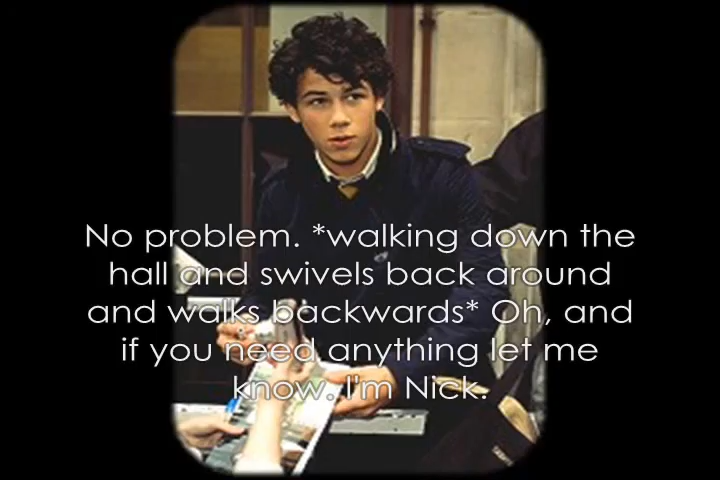 No problem. *walking down the
hall and swivels back around
and walks backwards* Oh, and
if you need anything let me
know. I'm Nick.